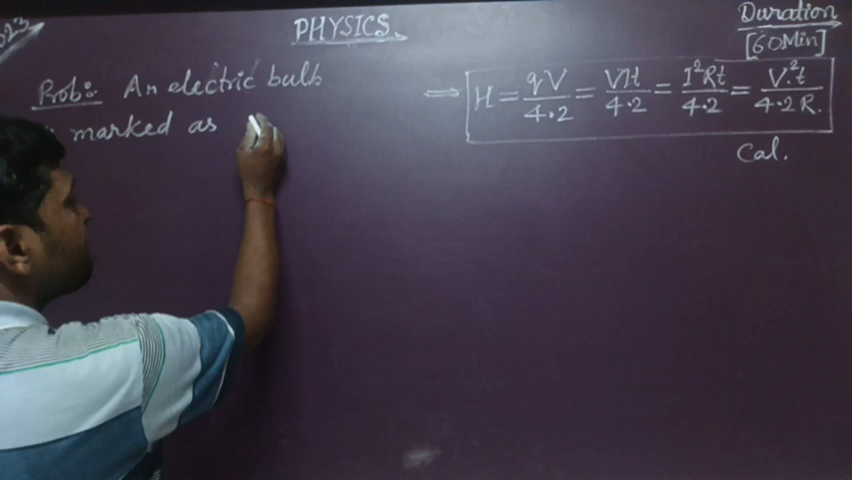 PHYSICS.
Duration
[60Min]
Prob:- An electric bulb
marked as
⇒ H = qV/4.2 = VIt/4.2 = I²Rt/4.2 = V²t/4.2 R.
Cal.